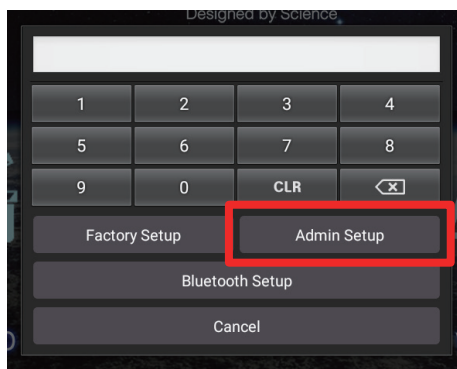 Designed by Science
1 2 3 4
5 6 7 8
9 0 CLR
Factory Setup Admin Setup
Bluetooth Setup
Cancel